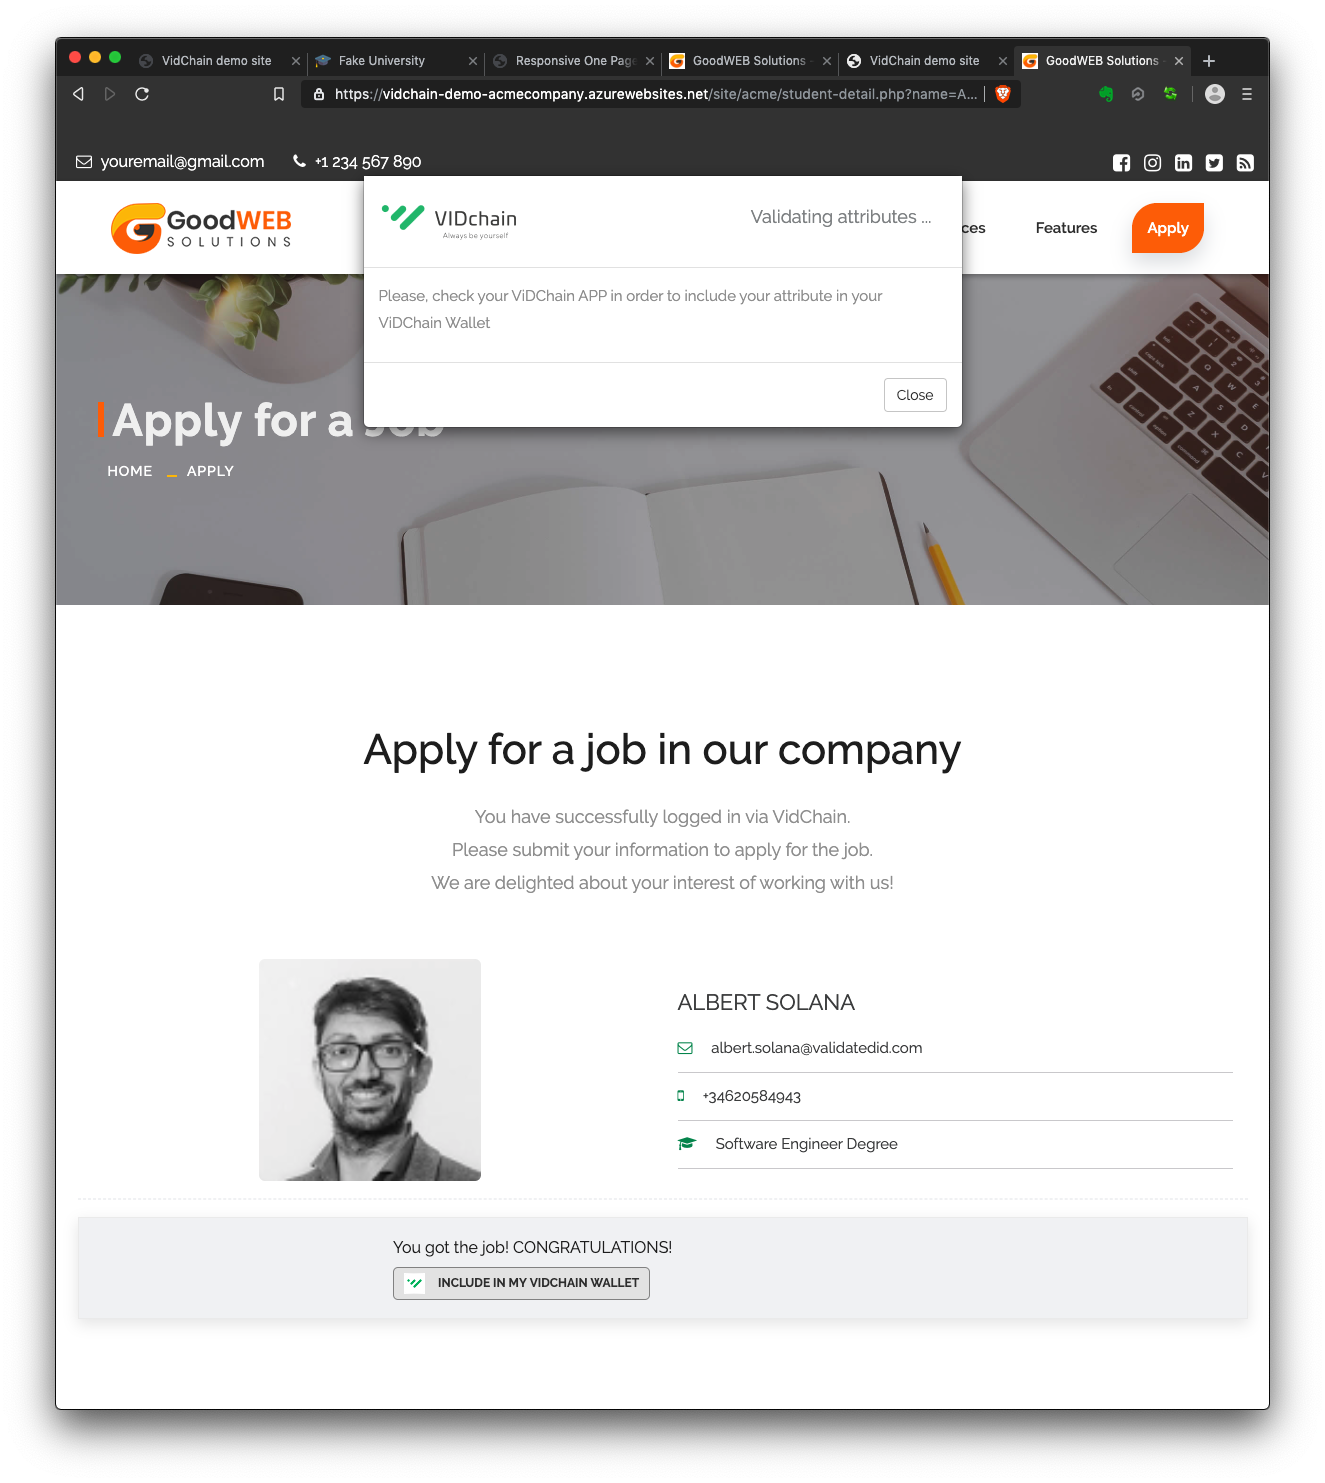 VidChain demo site
Fake University
Responsive One Page
GoodWEB Solutions -
VidChain demo site
GoodWEB Solutions -
https://vidchain-demo-acmecompany.azurewebsites.net/site/acme/student-detail.php?name=A...
youremail@gmail.com
+1 234 567 890
GoodWEB
SOLUTIONS
VIDchain
Always be yourself
Validating attributes ...
ces
Features
Apply
Please, check your ViDChain APP in order to include your attribute in your
ViDChain Wallet
Close
Apply for a Job
HOME _ APPLY
Apply for a job in our company
You have successfully logged in via VidChain.
Please submit your information to apply for the job.
We are delighted about your interest of working with us!
ALBERT SOLANA
albert.solana@validatedid.com
+34620584943
Software Engineer Degree
You got the job! CONGRATULATIONS!
INCLUDE IN MY VIDCHAIN WALLET